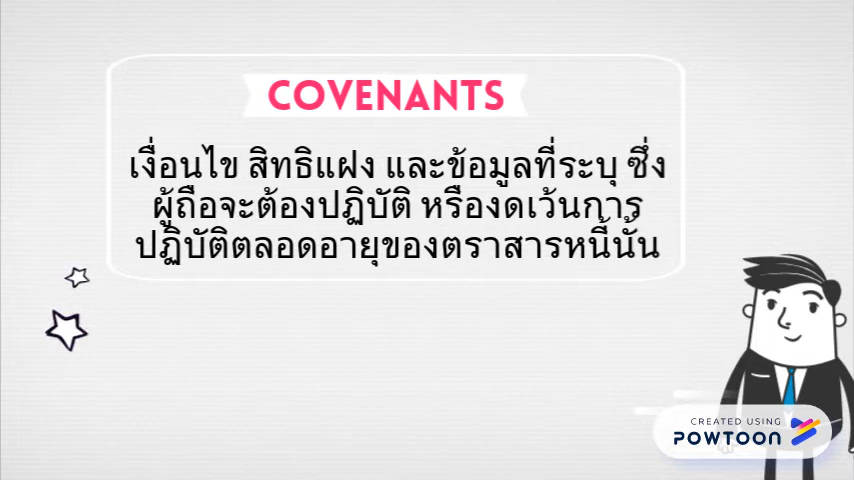 COVENANTS
เงื่อนไข สิทธิแฝง และข้อมูลที่ระบุ ซึ่ง
ผู้ถือจะต้องปฏิบัติ หรืองดเว้นการ
ปฏิบัติตลอดอายุของตราสารหนี้นั้น
CREATED USING
POWTOON